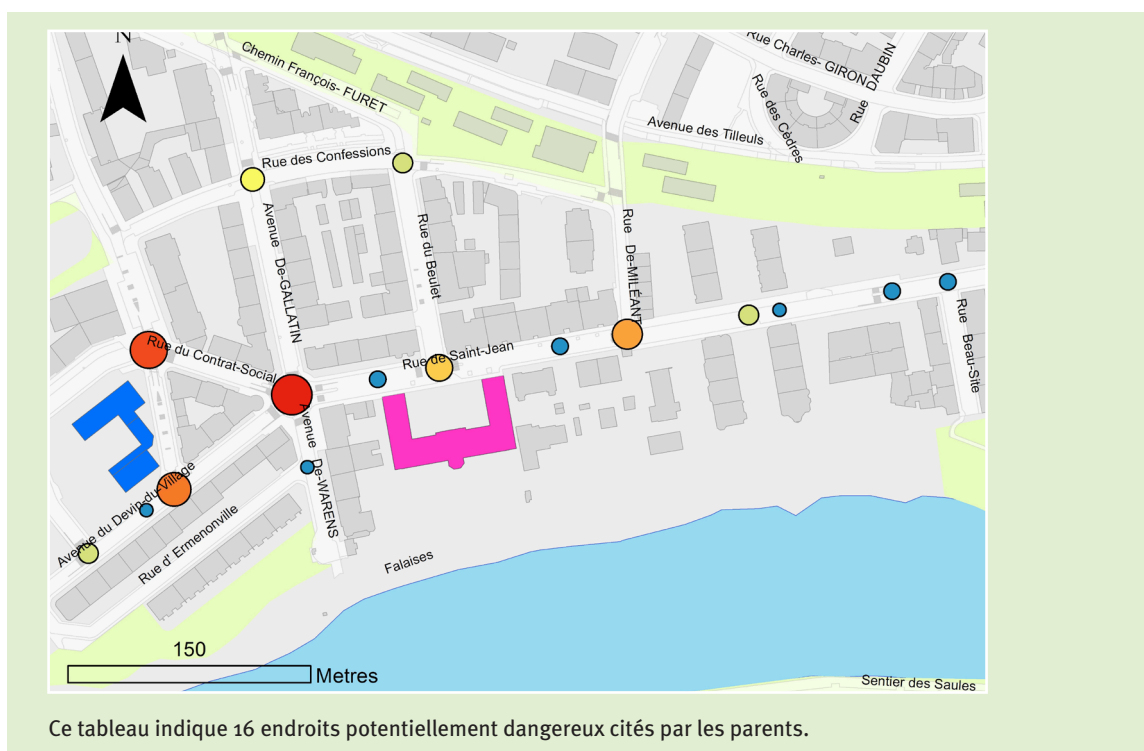 N
Chemin François- FURET
Rue Charles- GIRON
Rue DAUBIN
Rue des Cèdres
Avenue des Tilleuls
Rue des Confessions
Avenue De-GALLATIN
Rue du Beulet
Rue De-MILÉANT
Rue du Contrat-Social
Rue de Saint-Jean
Rue Beau-Site
Avenue De-WARENS
Avenue du Devin-du-Village
Rue d' Ermenonville
Falaises
150
Metres
Sentier des Saules
Ce tableau indique 16 endroits potentiellement dangereux cités par les parents.